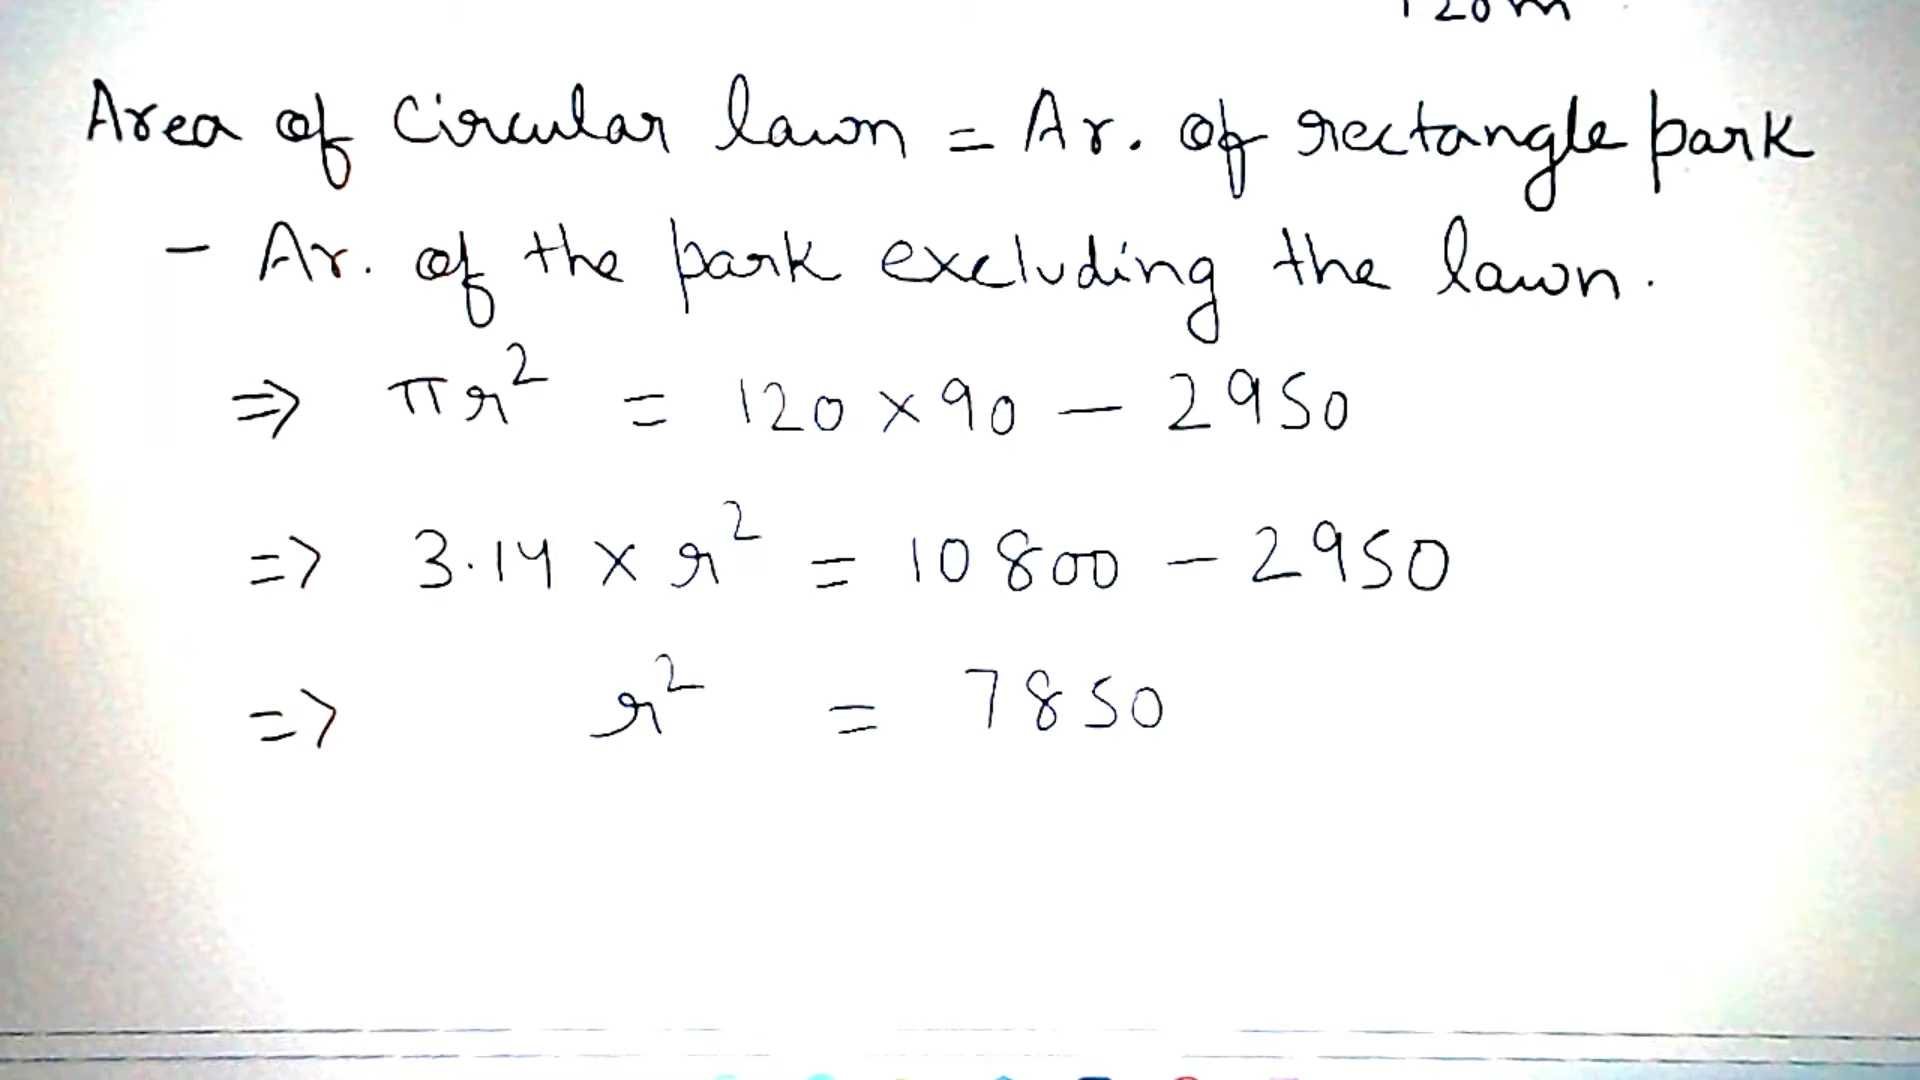 120m
Area of Circular lawn = Ar. of rectangle park
- Ar. of the park excluding the lawn.
=> πr² = 120 × 90 - 2950
=> 3.14 × r² = 10800 - 2950
=> r² = 7850